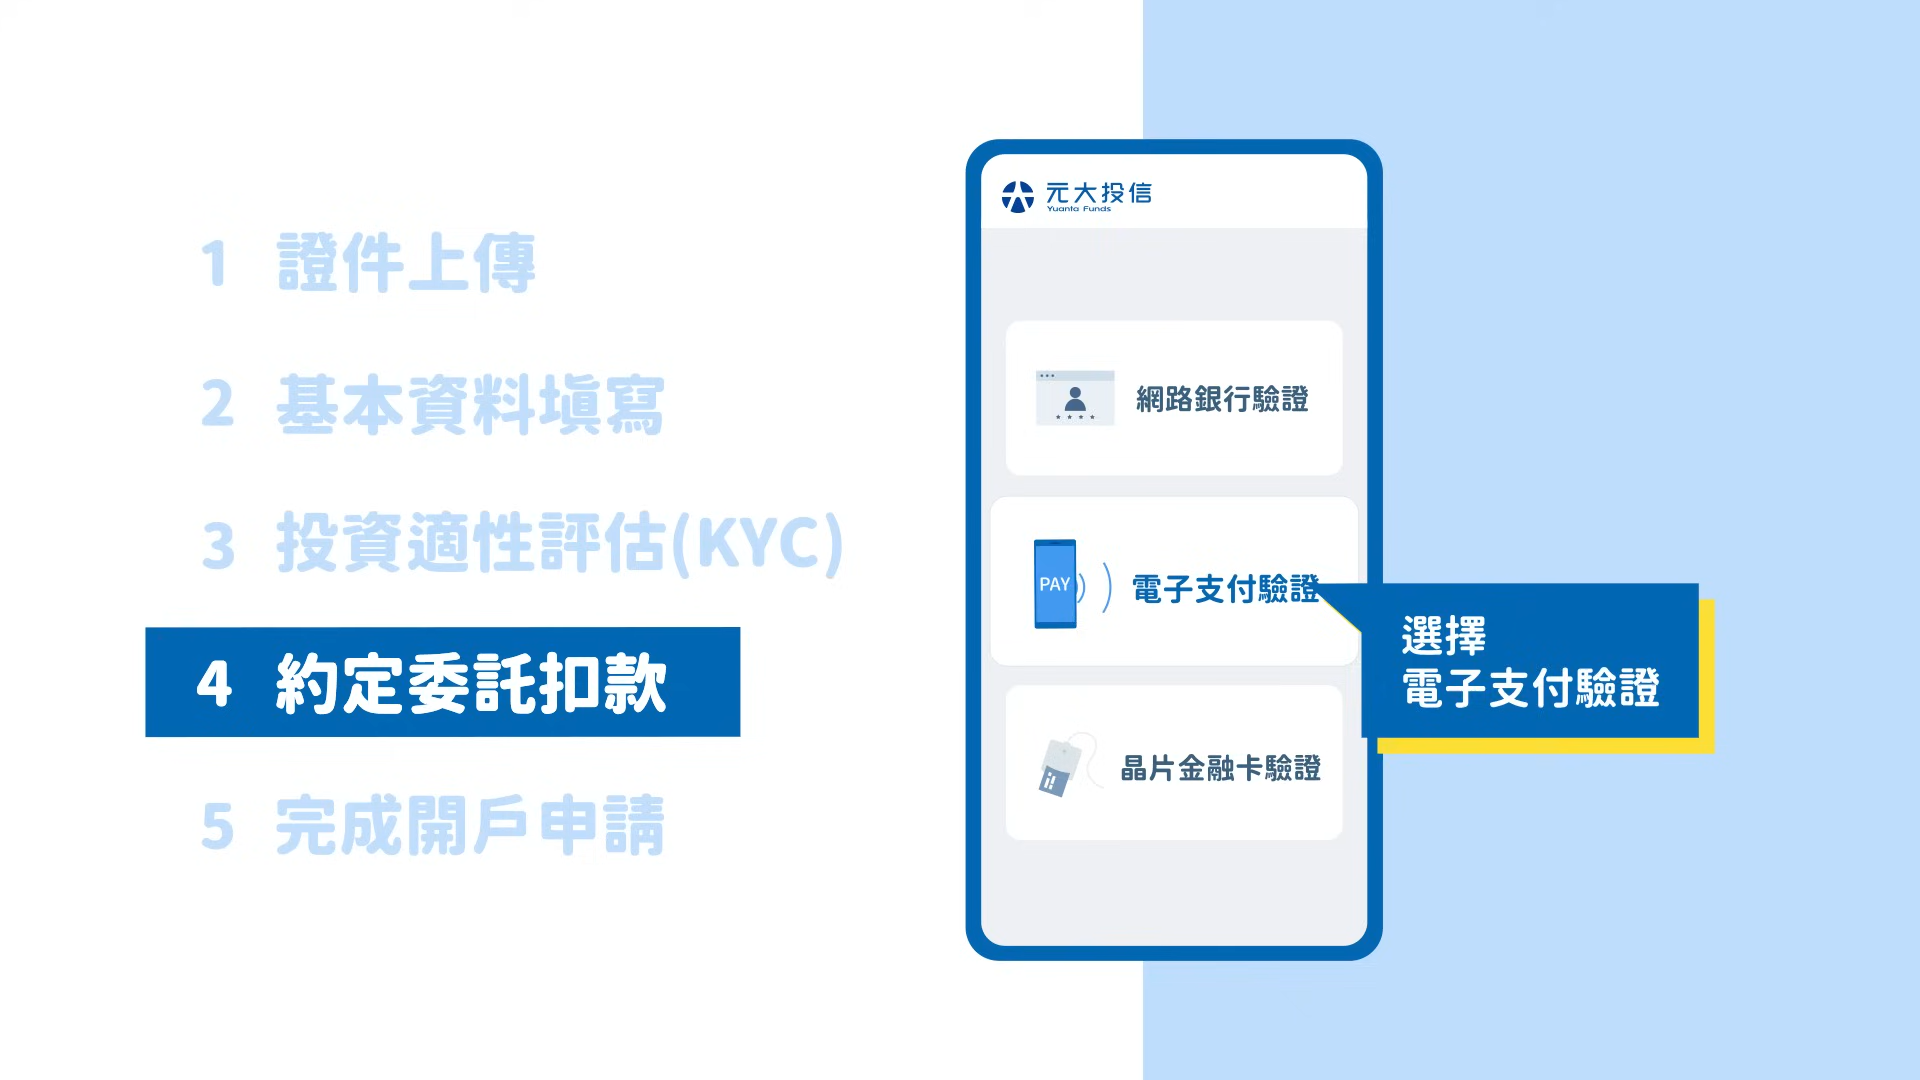 1 證件上傳
2 基本資料填寫
3 投資適性評估(KYC)
4 約定委託扣款
5 完成開戶申請
元大投信
Yuanta Funds
網路銀行驗證
PAY
電子支付驗證
晶片金融卡驗證
選擇
電子支付驗證